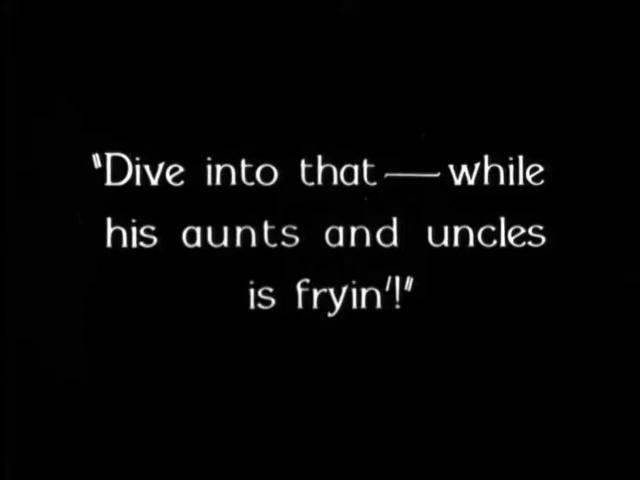 "Dive into that — while
his aunts and uncles
is fryin'!"